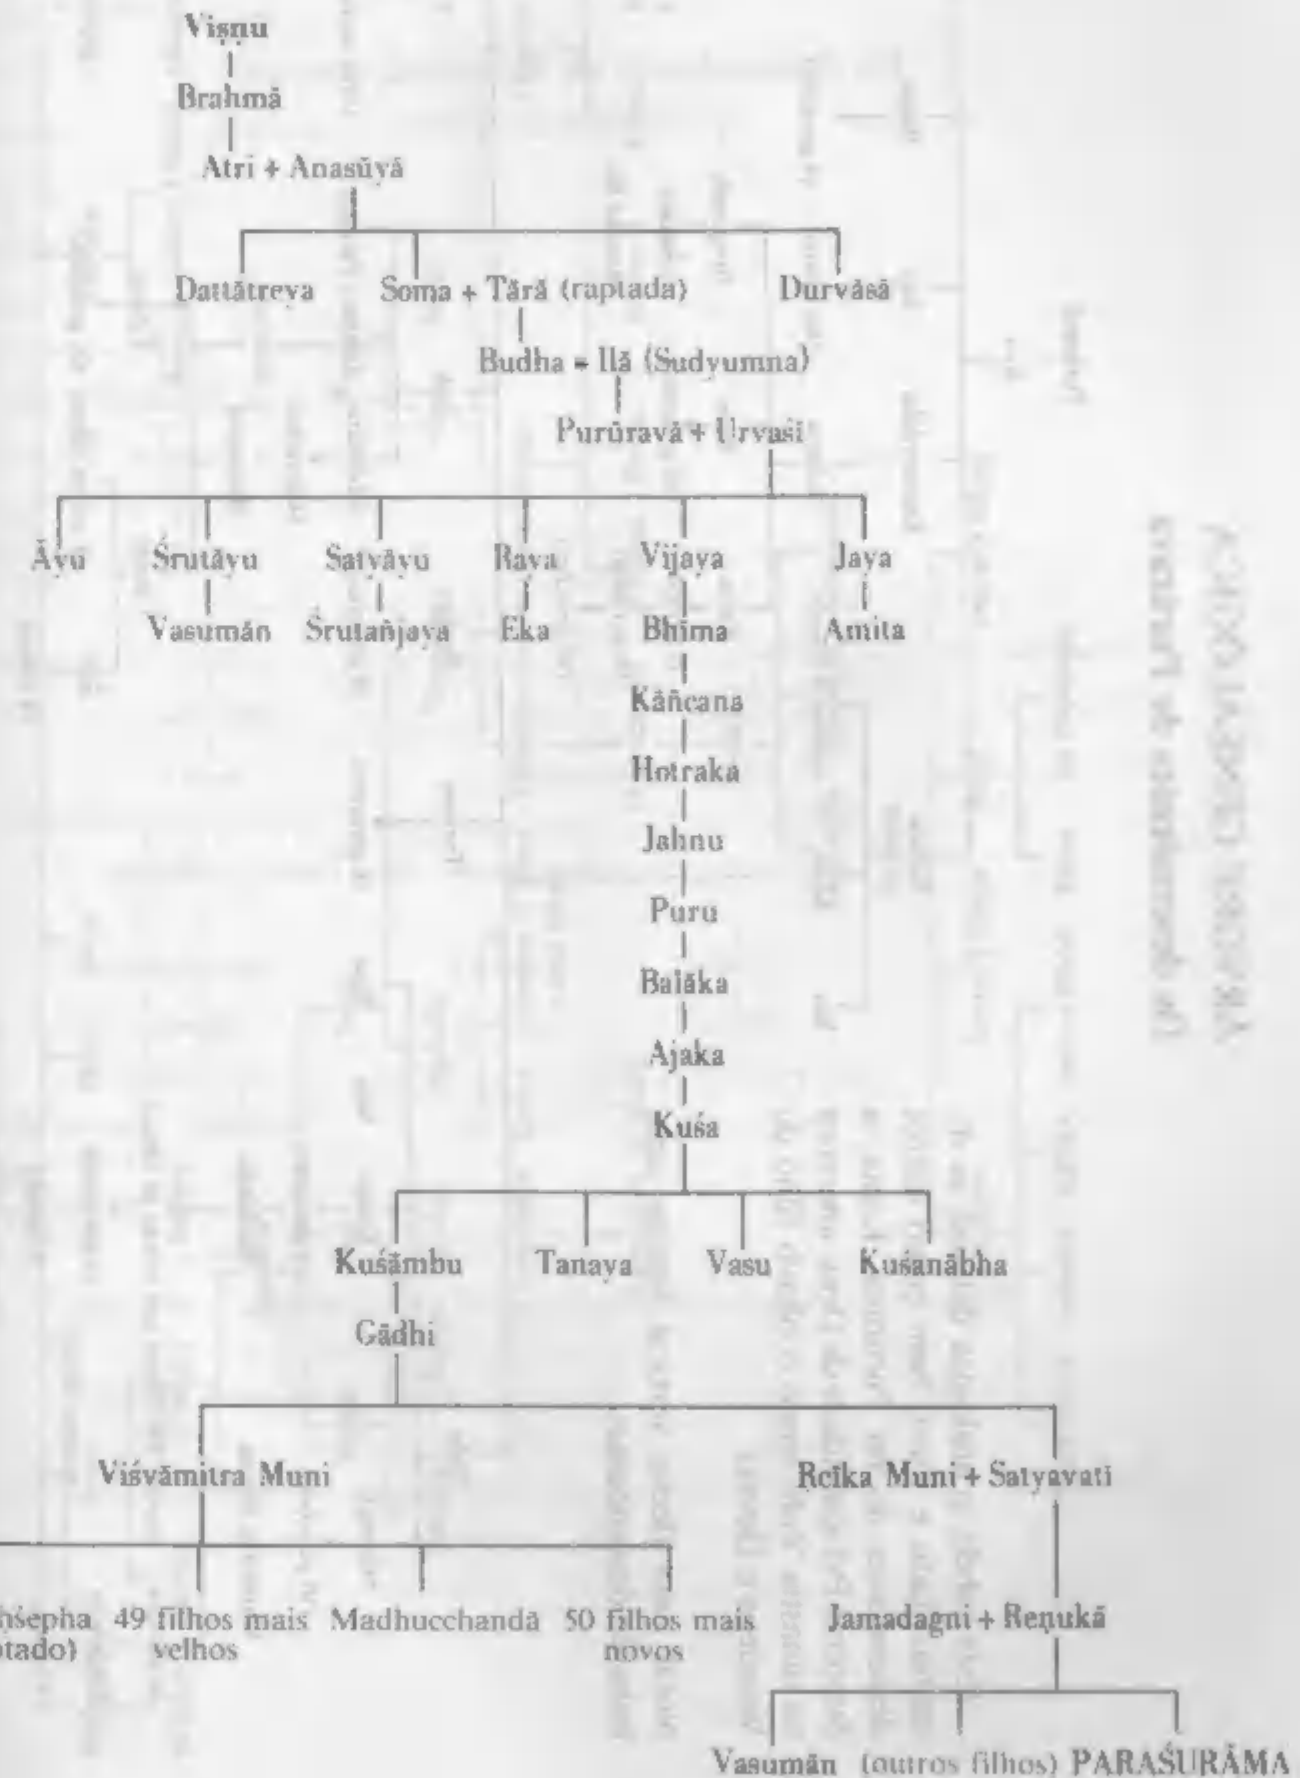 Viṣṇu
Brahmā
Atri + Anasūyā
Dattātreya Soma + Tārā (raptada) Durvāsā
Budha = Ilā (Sudyumna)
Purūravā + Urvaśī
Āyu Śrutāyu Satyāyu Raya Vijaya Jaya
Vasumān Śrutañjaya Eka Bhīma Amita
Kāñcana
Hotraka
Jahnu
Puru
Balāka
Ajaka
Kuśa
Kuśāmbu Tanaya Vasu Kuśanābha
Gādhi
Viśvāmitra Muni Ṛcīka Muni + Satyavatī
ḥśepha 49 filhos mais Madhucchandā 50 filhos mais Jamadagni + Reṇukā
tado) velhos novos
Vasumān (outros filhos) PARAŚURĀMA